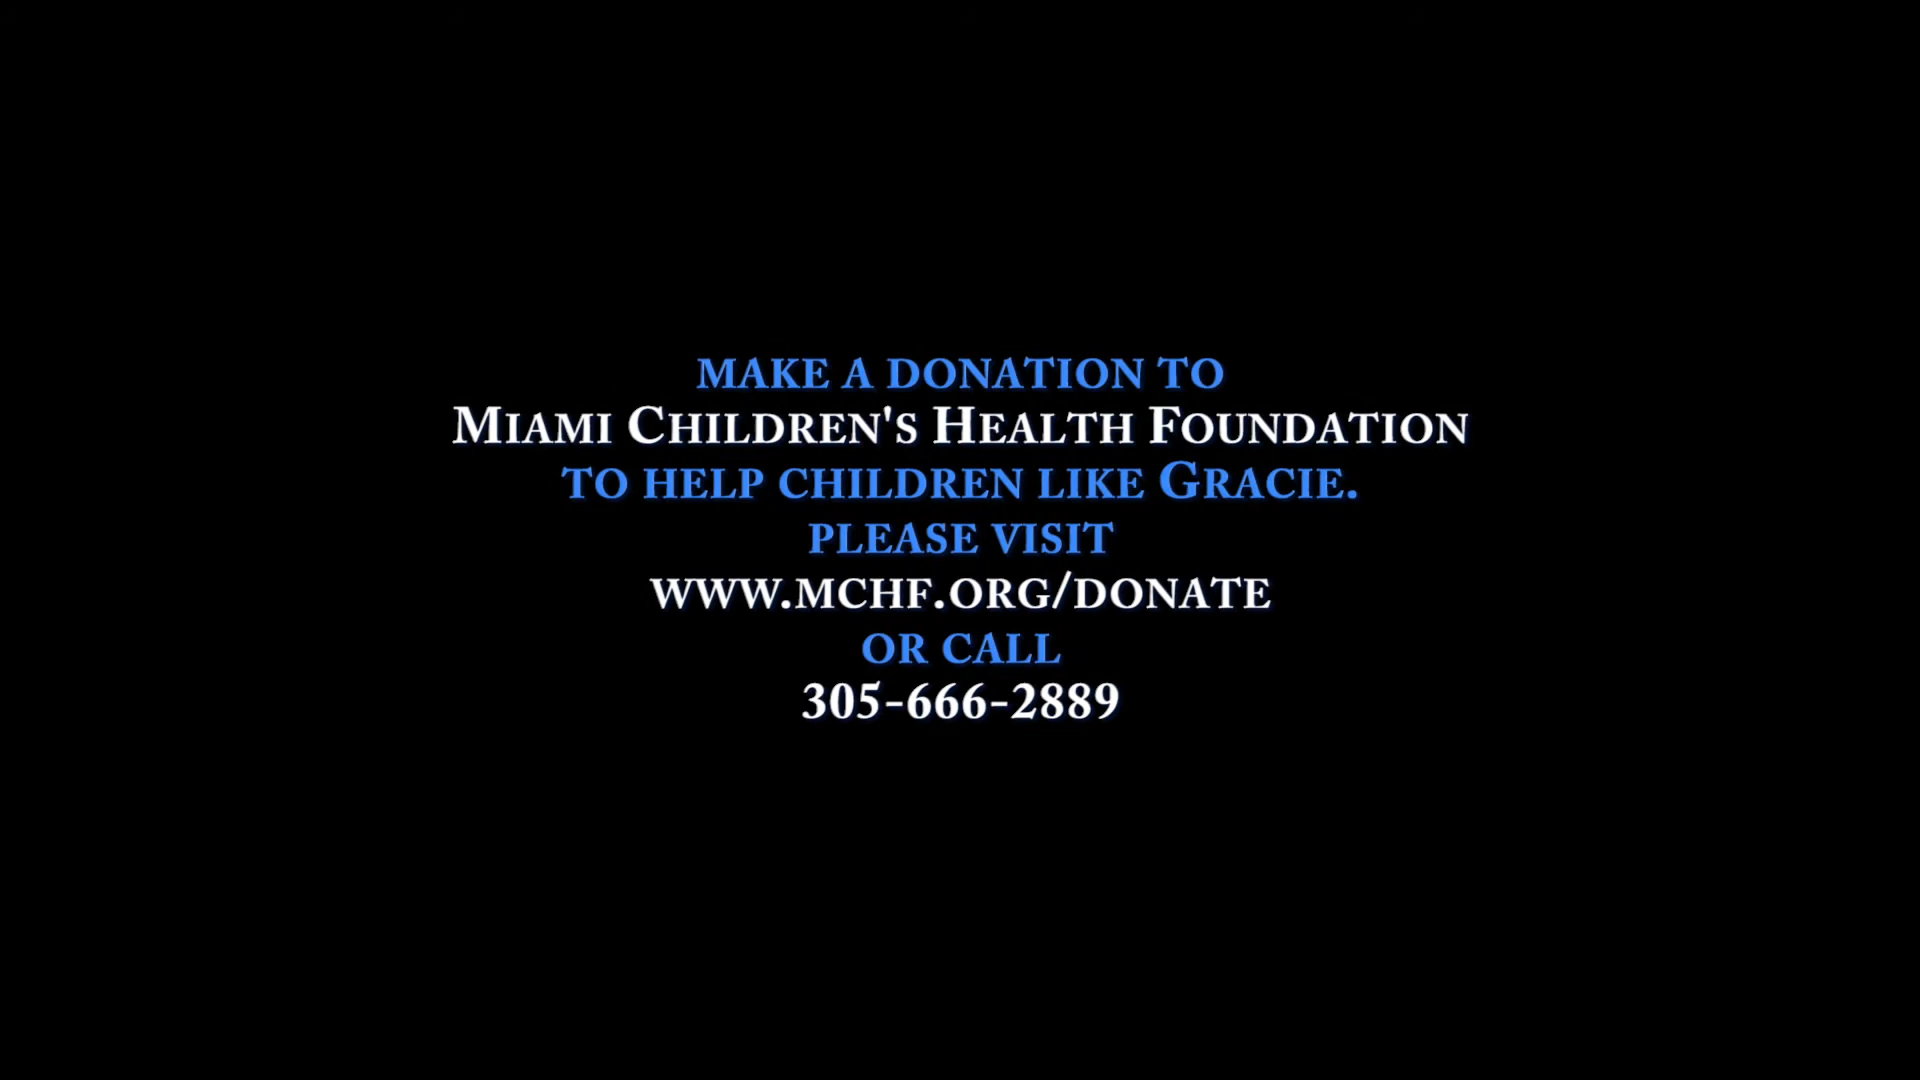 MAKE A DONATION TO
MIAMI CHILDREN'S HEALTH FOUNDATION
TO HELP CHILDREN LIKE GRACIE.
PLEASE VISIT
WWW.MCHF.ORG/DONATE
OR CALL
305-666-2889